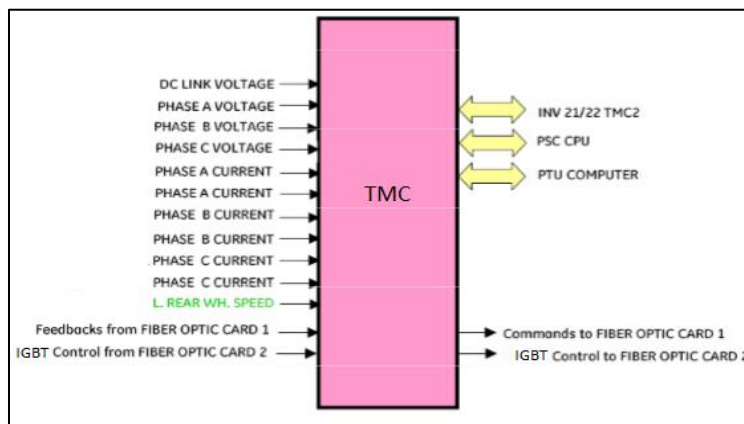 DC LINK VOLTAGE
PHASE A VOLTAGE
PHASE B VOLTAGE
PHASE C VOLTAGE
PHASE A CURRENT
PHASE A CURRENT
PHASE B CURRENT
PHASE B CURRENT
. PHASE C CURRENT
PHASE C CURRENT
L. REAR WH. SPEED
Feedbacks from FIBER OPTIC CARD 1
IGBT Control from FIBER OPTIC CARD 2
TMC
INV 21/22 TMC2
PSC CPU
PTU COMPUTER
Commands to FIBER OPTIC CARD 1
IGBT Control to FIBER OPTIC CARD 2